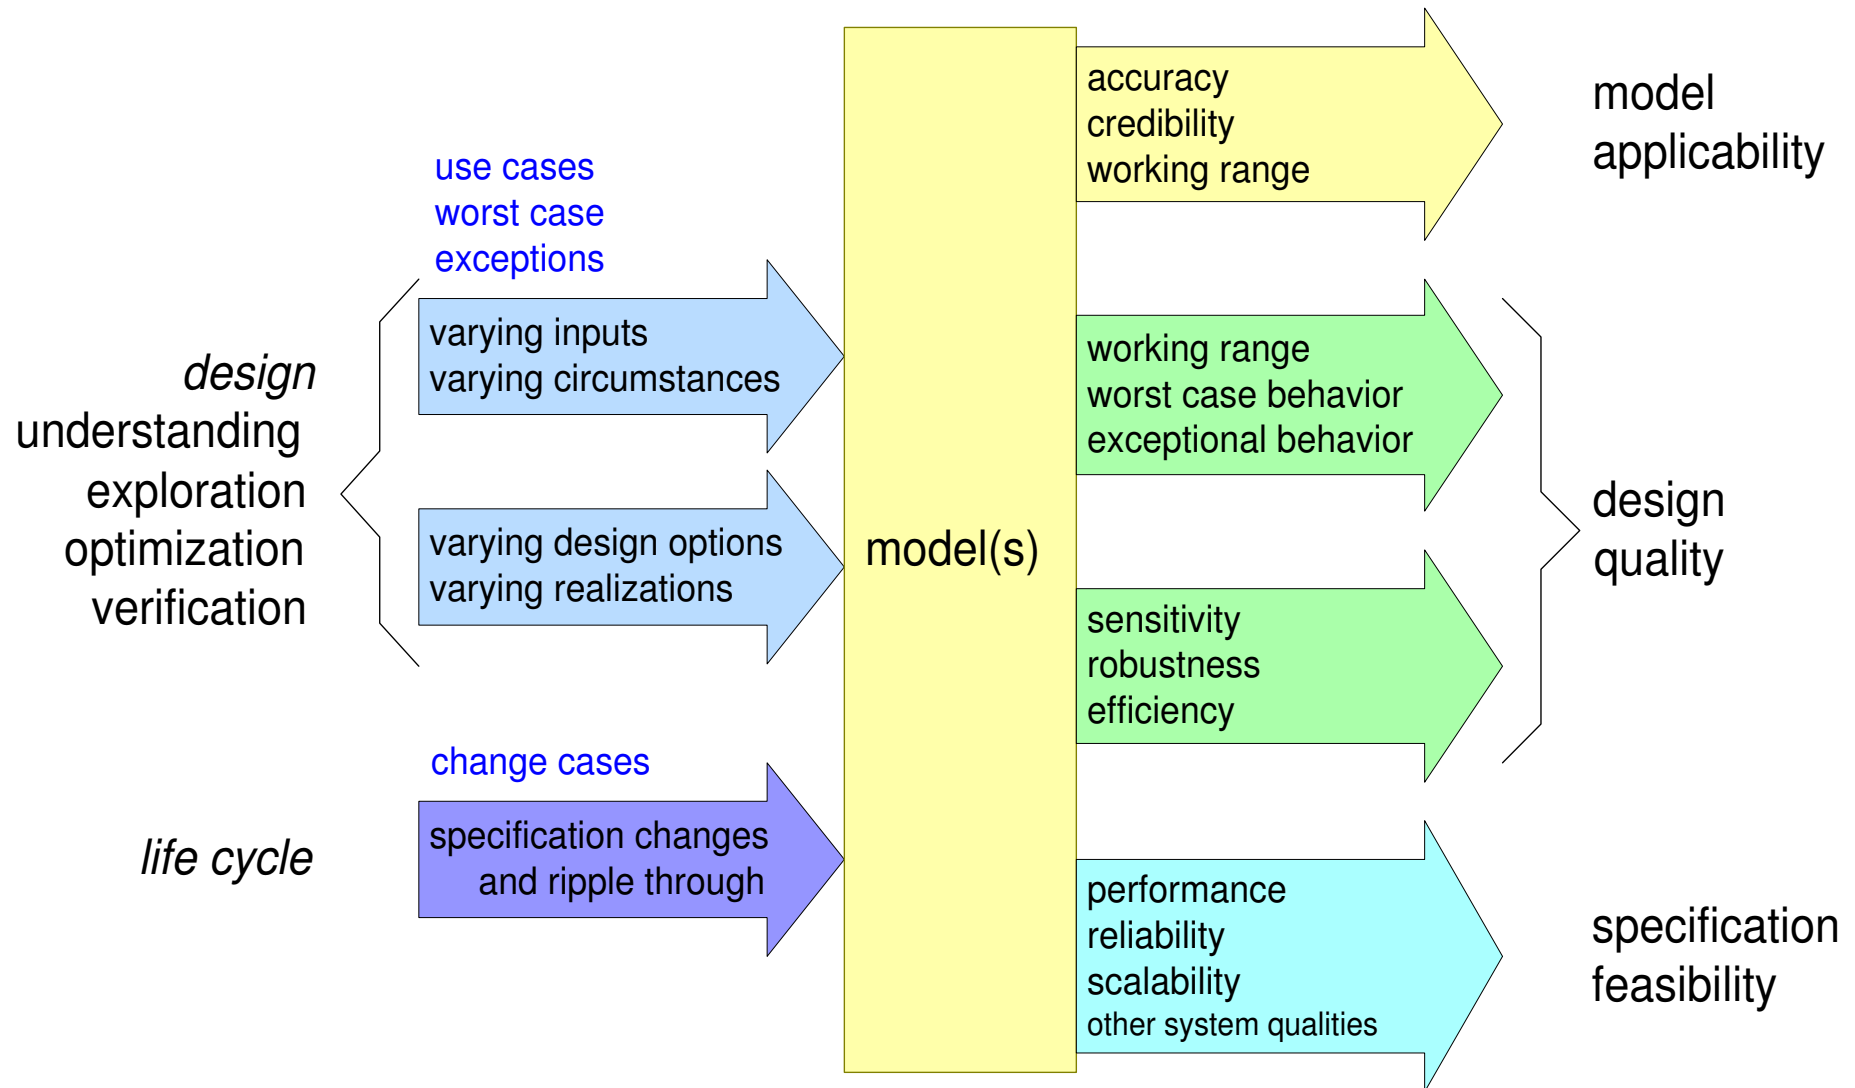 design
understanding
exploration
optimization
verification
life cycle
use cases
worst case
exceptions
varying inputs
varying circumstances
varying design options
varying realizations
change cases
specification changes
and ripple through
model(s)
accuracy
credibility
working range
working range
worst case behavior
exceptional behavior
sensitivity
robustness
efficiency
performance
reliability
scalability
other system qualities
model
applicability
design
quality
specification
feasibility